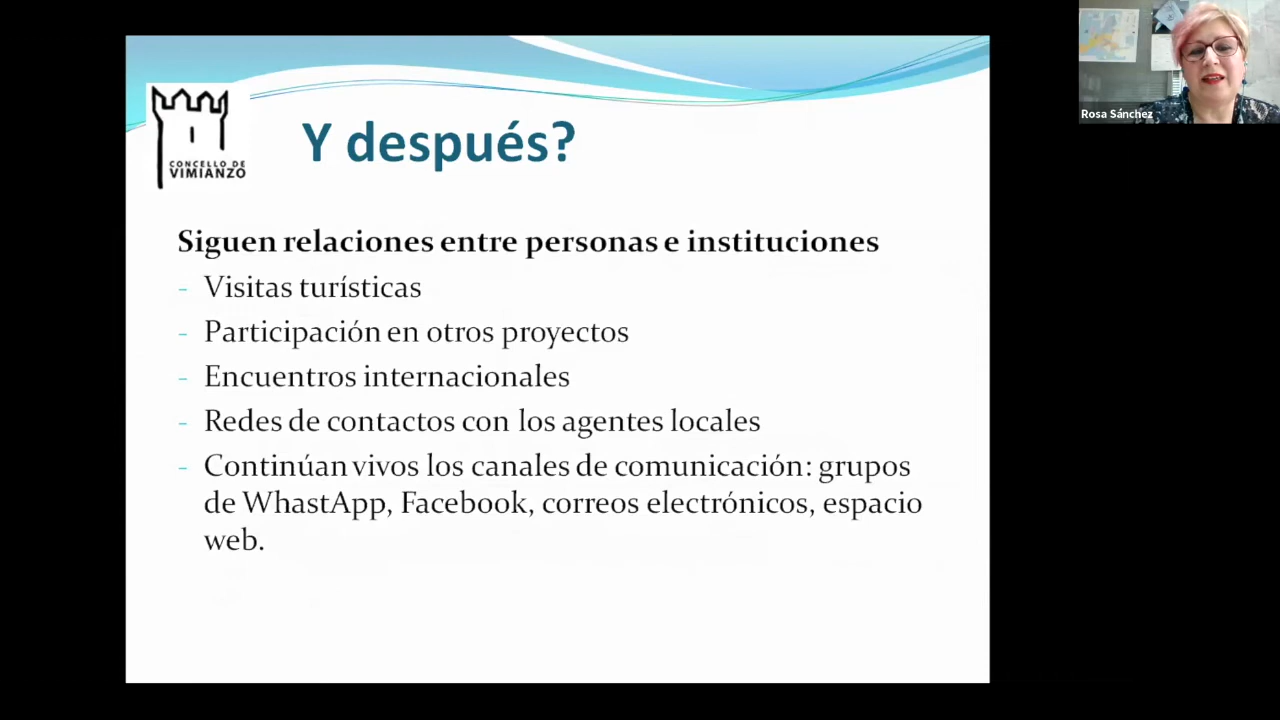 CONCELLO DE
VIMIANZO
Y después?
Siguen relaciones entre personas e instituciones
- Visitas turísticas
- Participación en otros proyectos
- Encuentros internacionales
- Redes de contactos con los agentes locales
- Continúan vivos los canales de comunicación: grupos
de WhastApp, Facebook, correos electrónicos, espacio
web.
Rosa Sánchez